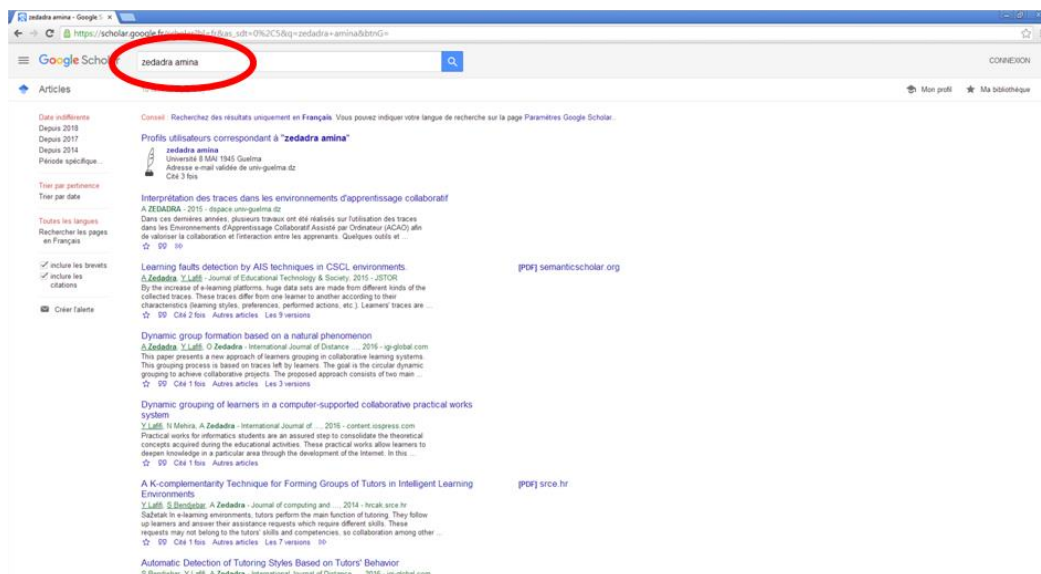 zedadra amina - Google S
https://scholar.google.fr/scholar?hl=fr&as_sdt=0%2C5&q=zedadra+amina&btnG=
Google Schol
zedadra amina
CONNEXION
Articles
Mon profil
Ma bibliothèque
Date indifférente
Depuis 2018
Depuis 2017
Depuis 2014
Période spécifique...
Trier par pertinence
Trier par date
Toutes les langues
Rechercher les pages
en Français
inclure les brevets
inclure les
citations
Créer l'alerte
Conseil : Recherchez des résultats uniquement en Français. Vous pouvez indiquer votre langue de recherche sur la page Paramètres Google Scholar..
Profils utilisateurs correspondant à "zedadra amina"
zedadra amina
Université 8 MAI 1945 Guelma
Adresse e-mail validée de univ-guelma.dz
Cité 3 fois
Interprétation des traces dans les environnements d'apprentissage collaboratif
A ZEDADRA - 2015 - dspace.univ-guelma.dz
Dans ces dernières années, plusieurs travaux ont été réalisés sur l'utilisation des traces
dans les Environnements d'Apprentissage Collaboratif Assisté par Ordinateur (ACAO) afin
de valoriser la collaboration et l'interaction entre les apprenants. Quelques outils et ...
Learning faults detection by AIS techniques in CSCL environments.
[PDF] semanticscholar.org
A Zedadra, Y Lafifi - Journal of Educational Technology & Society, 2015 - JSTOR
By the increase of e-learning platforms, huge data sets are made from different kinds of the
collected traces. These traces differ from one learner to another according to their
characteristics (learning styles, preferences, performed actions, etc.). Learners' traces are ...
Cité 2 fois Autres articles Les 9 versions
Dynamic group formation based on a natural phenomenon
A Zedadra, Y Lafifi, O Zedadra - International Journal of Distance ..., 2016 - igi-global.com
This paper presents a new approach of learners grouping in collaborative learning systems.
This grouping process is based on traces left by learners. The goal is the circular dynamic
grouping to achieve collaborative projects. The proposed approach consists of two main ...
Cité 1 fois Autres articles Les 3 versions
Dynamic grouping of learners in a computer-supported collaborative practical works
system
Y Lafifi, N Mehira, A Zedadra - International Journal of ..., 2016 - content.iospress.com
Practical works for informatics students are an assured step to consolidate the theoretical
concepts acquired during the educational activities. These practical works allow learners to
deepen knowledge in a particular area through the development of the Internet. In this ...
Cité 1 fois Autres articles
A K-complementarity Technique for Forming Groups of Tutors in Intelligent Learning
Environments
[PDF] srce.hr
Y Lafifi, S Bendjebar, A Zedadra - Journal of computing and ..., 2014 - hrcak.srce.hr
Sažetak In e-learning environments, tutors perform the main function of tutoring. They follow
up learners and answer their assistance requests which require different skills. These
requests may not belong to the tutors' skills and competencies, so collaboration among other ...
Cité 1 fois Autres articles Les 7 versions
Automatic Detection of Tutoring Styles Based on Tutors' Behavior
S Bendjebar, Y Lafifi, A Zedadra - International Journal of Distance ..., 2016 - igi-global.com